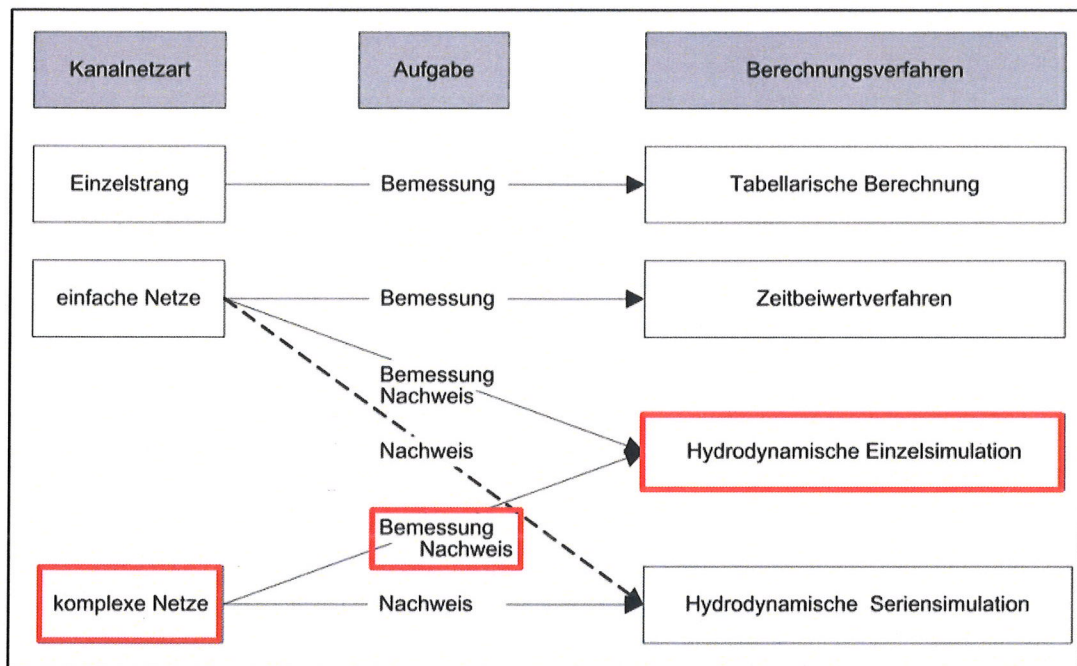 Kanalnetzart
Aufgabe
Berechnungsverfahren
Einzelstrang
Bemessung
Tabellarische Berechnung
einfache Netze
Bemessung
Zeitbeiwertverfahren
Bemessung
Nachweis
Nachweis
Hydrodynamische Einzelsimulation
Bemessung
Nachweis
komplexe Netze
Nachweis
Hydrodynamische Seriensimulation